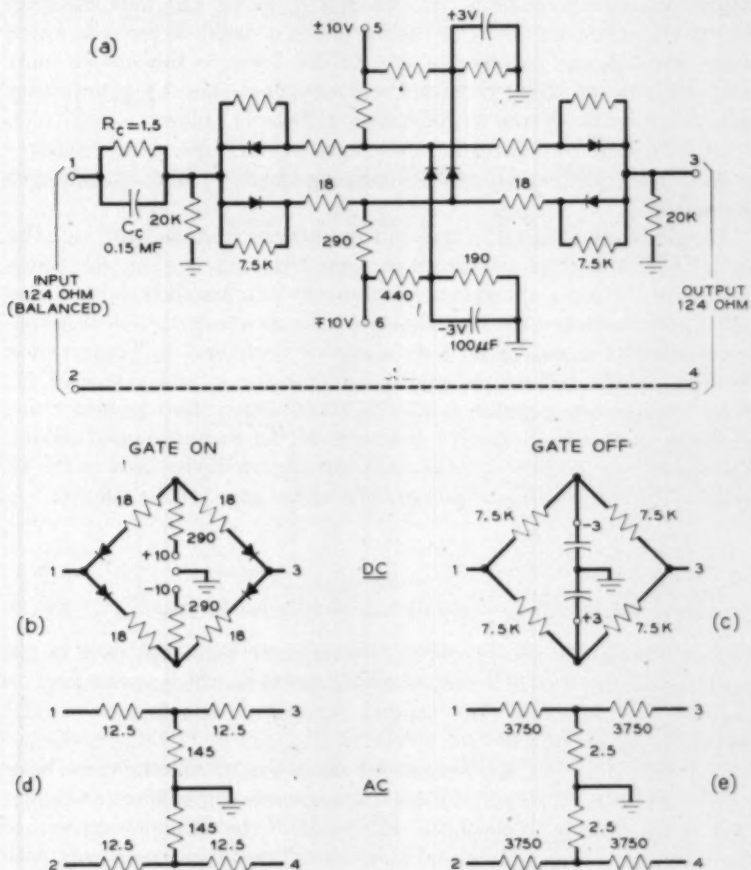 (a)
±10V 5
+3V
R_C=1.5
1
C_C
0.15 MF
20K
18
18
3
20K
7.5K
290
440
190
7.5K
INPUT
124 OHM
(BALANCED)
∓10V 6
-3V
100μF
OUTPUT
124 OHM
2
4
GATE ON
GATE OFF
18
18
290
+10
-10
290
18
18
1
3
(b)
DC
7.5K
7.5K
-3
+3
7.5K
7.5K
1
3
(c)
1
12.5
12.5
3
145
145
(d)
2
12.5
12.5
4
AC
1
3750
3750
3
2.5
2.5
(e)
2
3750
3750
4